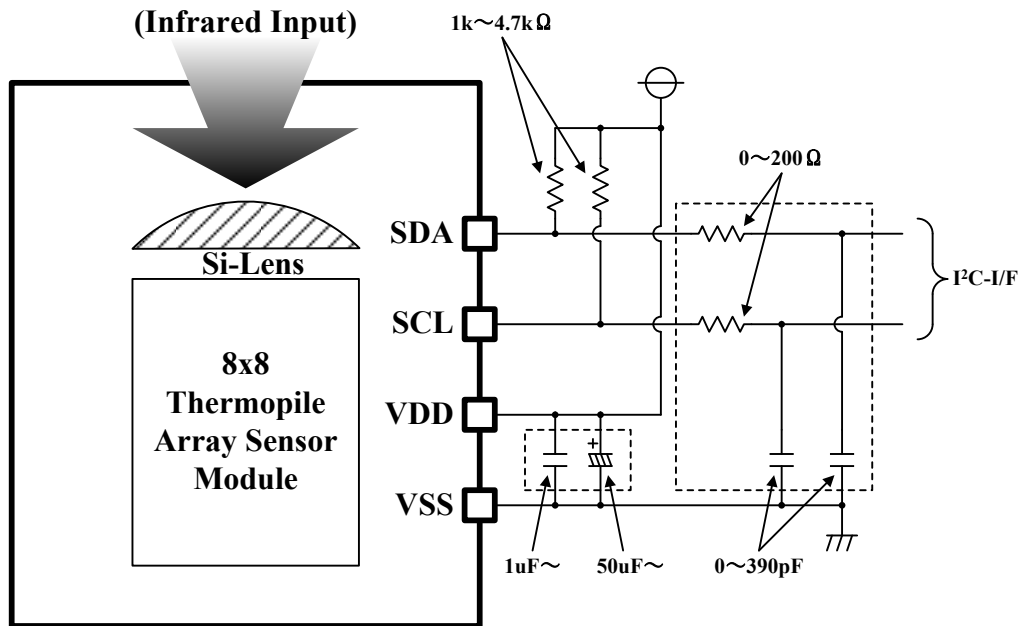 (Infrared Input)
1k～4.7kΩ
0～200Ω
SDA
Si-Lens
I²C-I/F
SCL
8x8
Thermopile
Array Sensor
Module
VDD
+
VSS
1uF～
50uF～
0～390pF